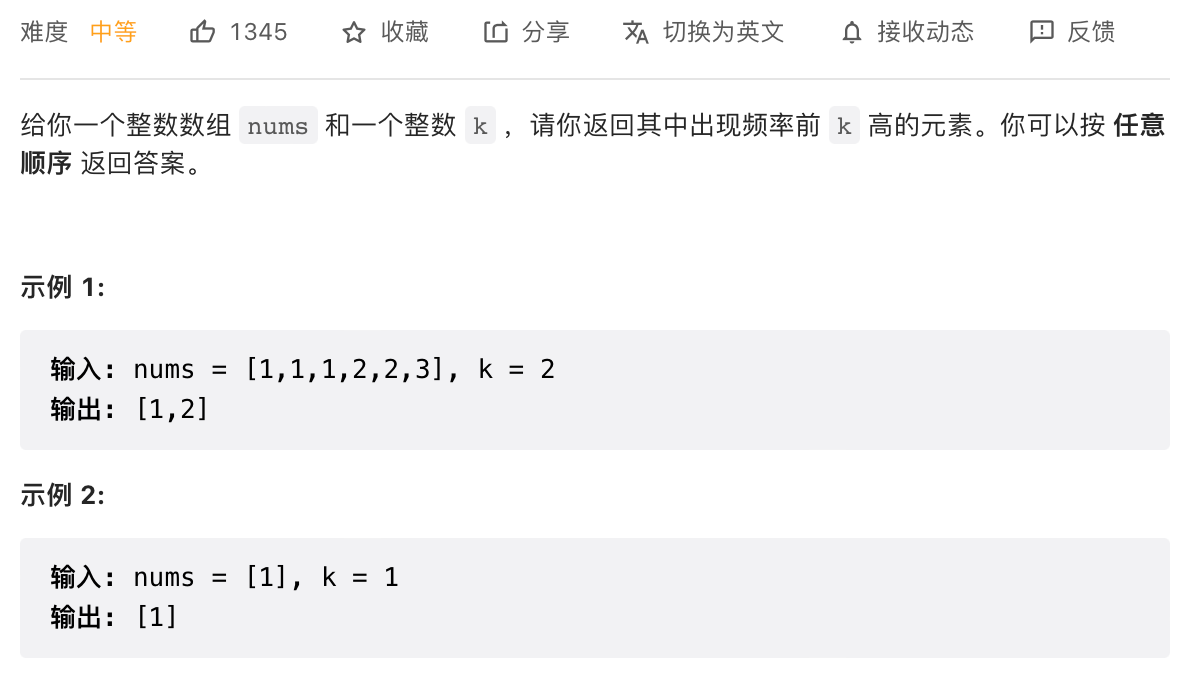 难度 中等 1345 收藏 分享 切换为英文 接收动态 反馈
给你一个整数数组 nums 和一个整数 k ，请你返回其中出现频率前 k 高的元素。你可以按 任意
顺序 返回答案。
示例 1:
输入: nums = [1,1,1,2,2,3], k = 2
输出: [1,2]
示例 2:
输入: nums = [1], k = 1
输出: [1]